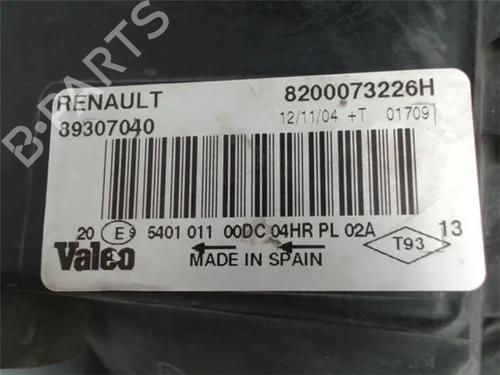 B-PARTS
RENAULT 8200073226H
89307040 12/11/04 +T 01709
20 E9 5401 011 00DC 04HR PL 02A 13
T93
Valeo MADE IN SPAIN